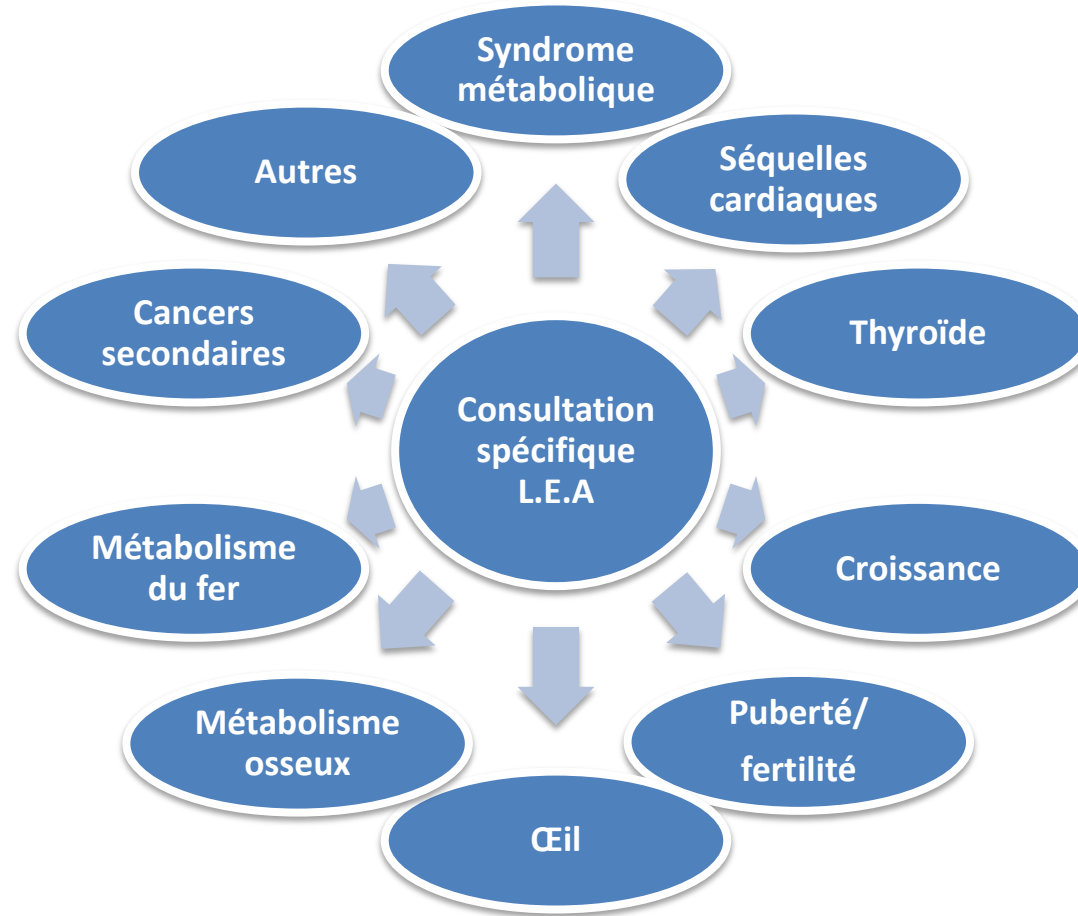 Syndrome
métabolique
Séquelles
cardiaques
Thyroïde
Croissance
Puberté/
fertilité
Œil
Métabolisme
osseux
Métabolisme
du fer
Cancers
secondaires
Autres
Consultation
spécifique
L.E.A